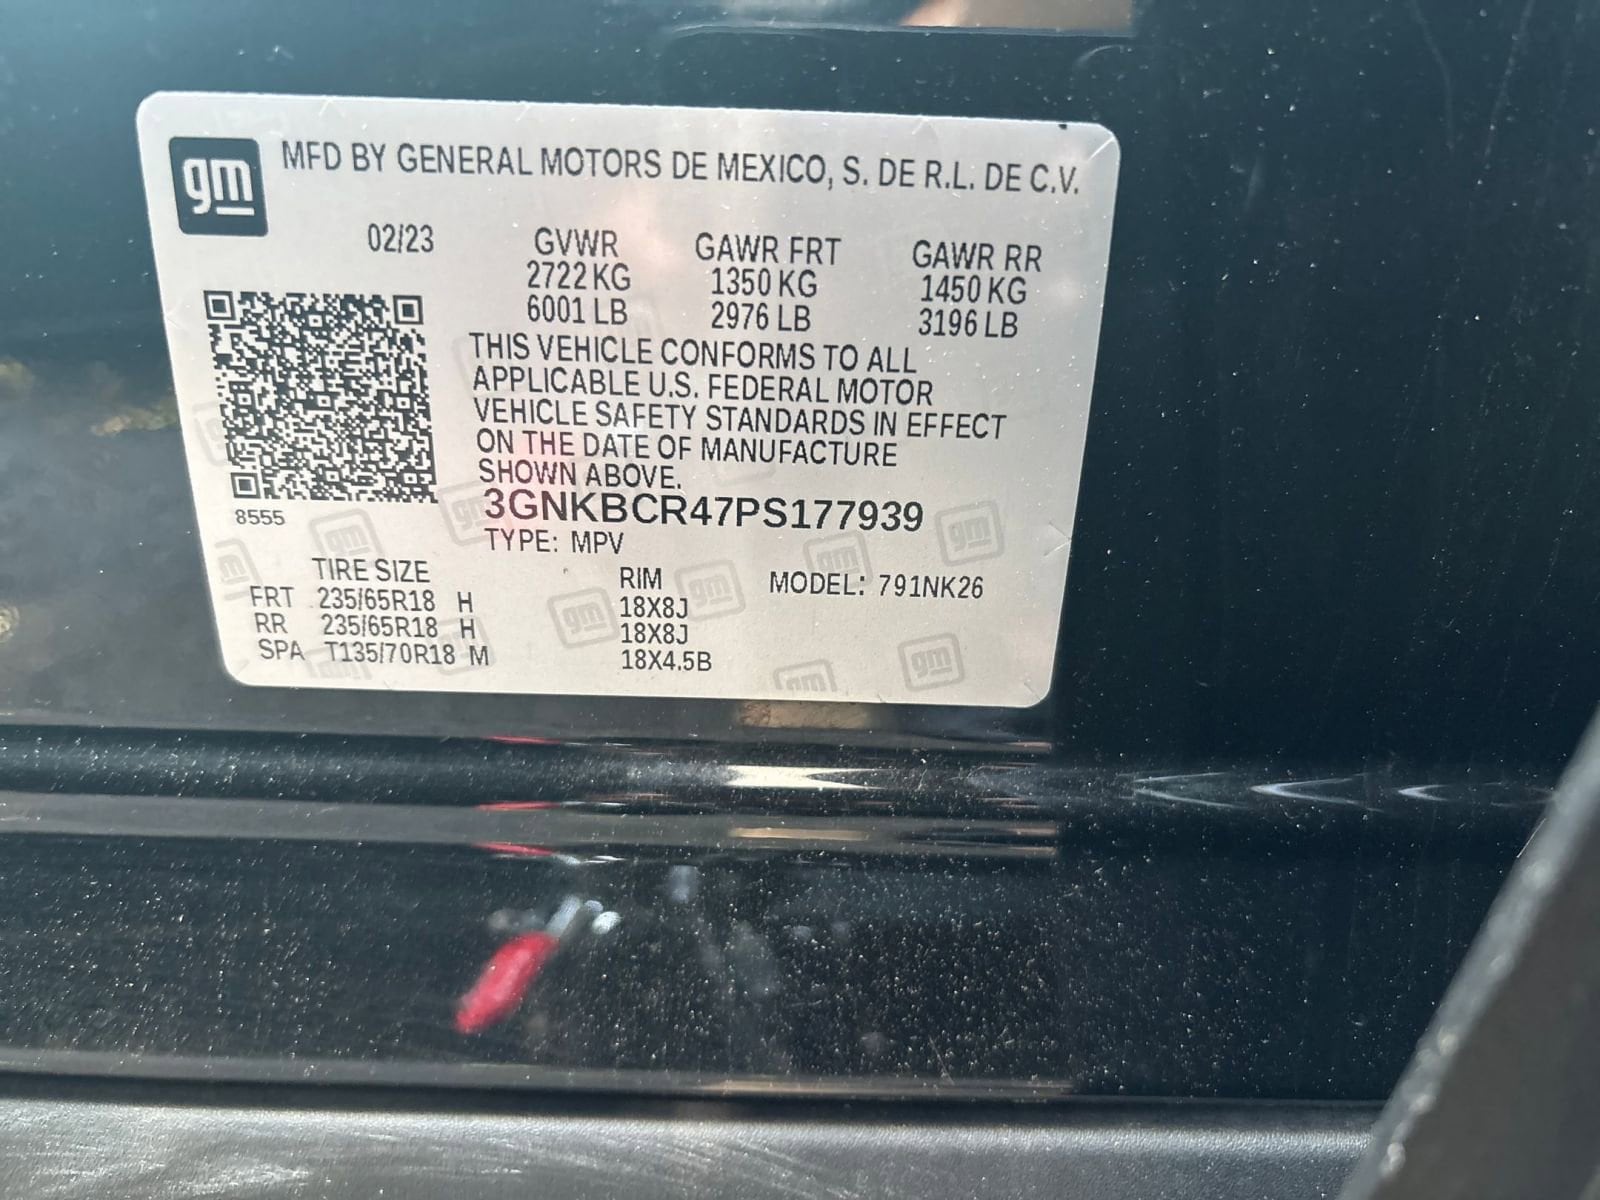 gm MFD BY GENERAL MOTORS DE MEXICO, S. DE R.L. DE C.V.
02/23 GVWR GAWR FRT GAWR RR
2722 KG 1350 KG 1450 KG
6001 LB 2976 LB 3196 LB
THIS VEHICLE CONFORMS TO ALL
APPLICABLE U.S. FEDERAL MOTOR
VEHICLE SAFETY STANDARDS IN EFFECT
ON THE DATE OF MANUFACTURE
SHOWN ABOVE.
8555
3GNKBCR47PS177939
TYPE: MPV
TIRE SIZE RIM MODEL: 791NK26
FRT 235/65R18 H 18X8J
RR 235/65R18 H 18X8J
SPA T135/70R18 M 18X4.5B